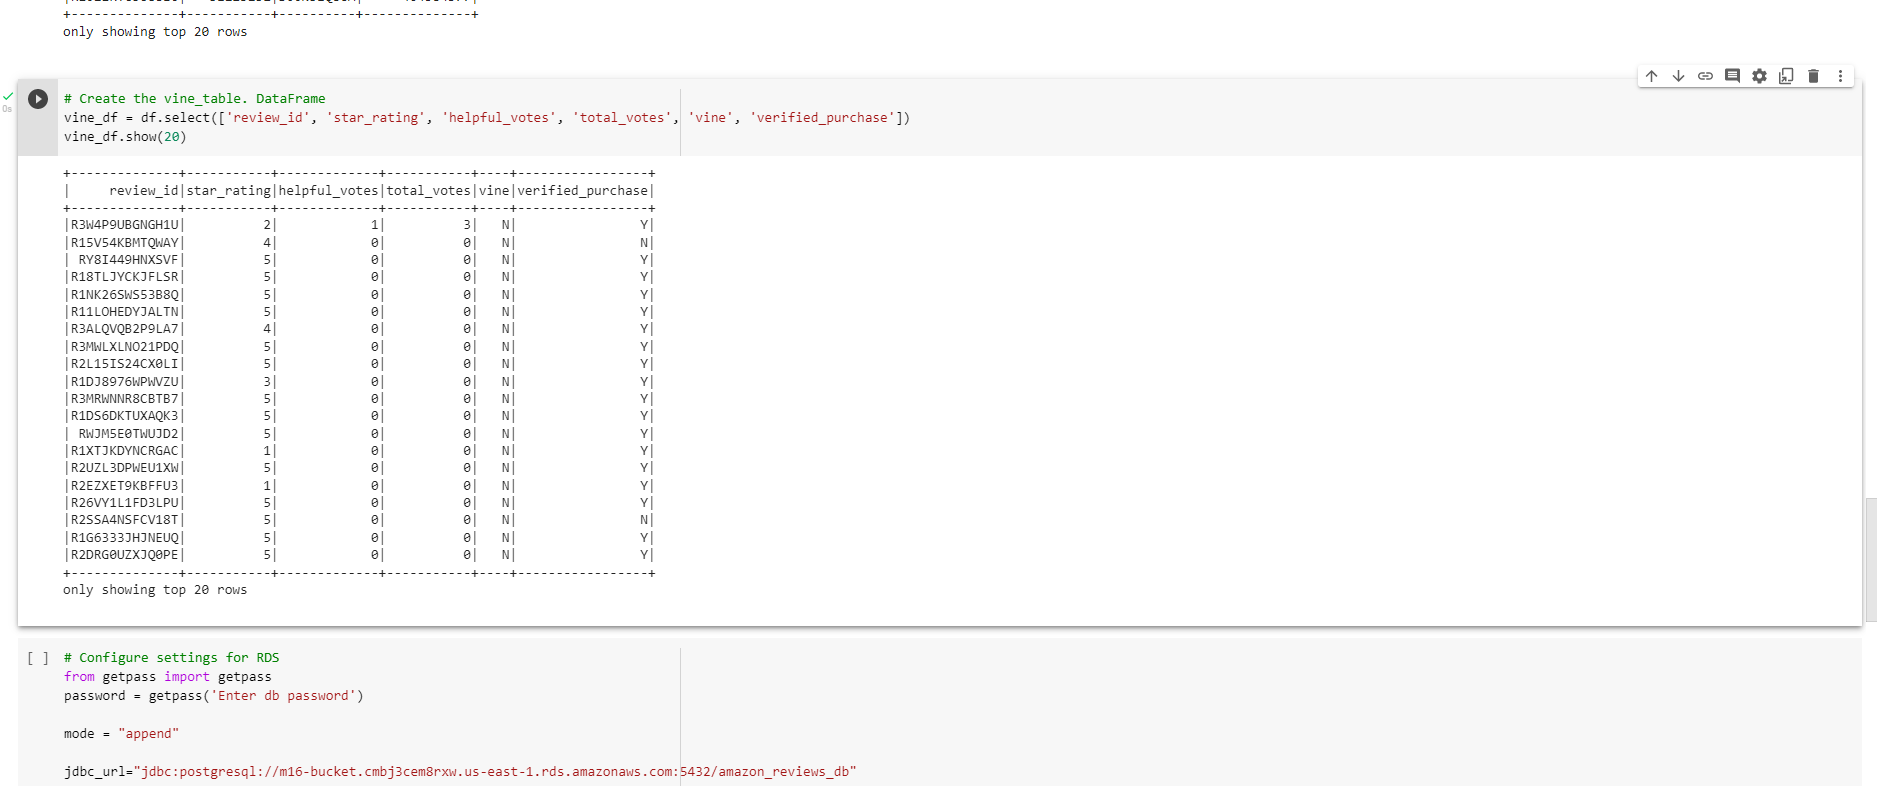 +--------------+-----------+----------+--------------+
only showing top 20 rows
0s
# Create the vine_table. DataFrame
vine_df = df.select(['review_id', 'star_rating', 'helpful_votes', 'total_votes', 'vine', 'verified_purchase'])
vine_df.show(20)
+--------------+-----------+-------------+-----------+----+-----------------+
|     review_id|star_rating|helpful_votes|total_votes|vine|verified_purchase|
+--------------+-----------+-------------+-----------+----+-----------------+
|R3W4P9UBGNGH1U|          2|            1|          3|   N|                Y|
|R15V54KBMTQWAY|          4|            0|          0|   N|                N|
| RY8I449HNXSVF|          5|            0|          0|   N|                Y|
|R18TLJYCKJFLSR|          5|            0|          0|   N|                Y|
|R1NK26SWS53B8Q|          5|            0|          0|   N|                Y|
|R11LOHEDYJALTN|          5|            0|          0|   N|                Y|
|R3ALQVQB2P9LA7|          4|            0|          0|   N|                Y|
|R3MWLXLNO21PDQ|          5|            0|          0|   N|                Y|
|R2L15IS24CX0LI|          5|            0|          0|   N|                Y|
|R1DJ8976WPWVZU|          3|            0|          0|   N|                Y|
|R3MRWNNR8CBTB7|          5|            0|          0|   N|                Y|
|R1DS6DKTUXAQK3|          5|            0|          0|   N|                Y|
| RWJM5E0TWUJD2|          5|            0|          0|   N|                Y|
|R1XTJKDYNCRGAC|          1|            0|          0|   N|                Y|
|R2UZL3DPWEU1XW|          5|            0|          0|   N|                Y|
|R2EZXET9KBFFU3|          1|            0|          0|   N|                Y|
|R26VY1L1FD3LPU|          5|            0|          0|   N|                Y|
|R2SSA4NSFCV18T|          5|            0|          0|   N|                N|
|R1G6333JHJNEUQ|          5|            0|          0|   N|                Y|
|R2DRG0UZXJQ0PE|          5|            0|          0|   N|                Y|
+--------------+-----------+-------------+-----------+----+-----------------+
only showing top 20 rows
[ ] # Configure settings for RDS
from getpass import getpass
password = getpass('Enter db password')
mode = "append"
jdbc_url="jdbc:postgresql://m16-bucket.cmbj3cem8rxw.us-east-1.rds.amazonaws.com:5432/amazon_reviews_db"